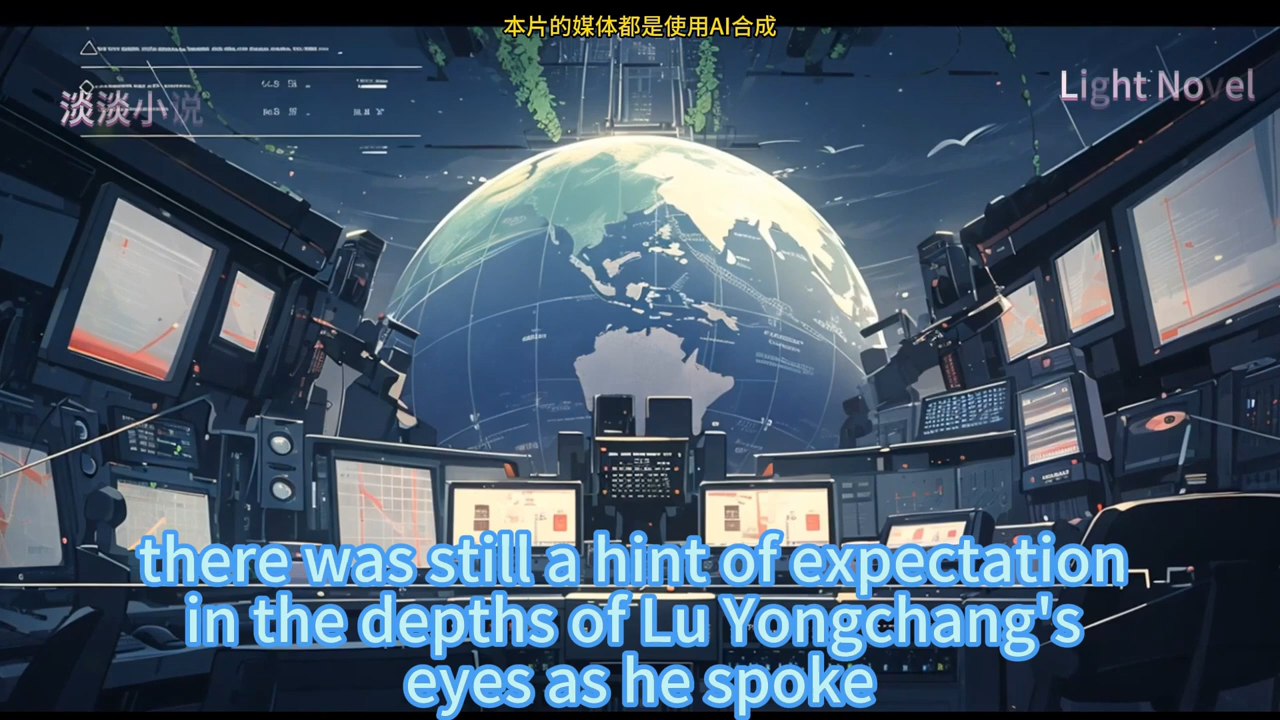 本片的媒体都是使用AI合成
淡淡小说
Light Novel
there was still a hint of expectation
in the depths of Lu Yongchang's
eyes as he spoke